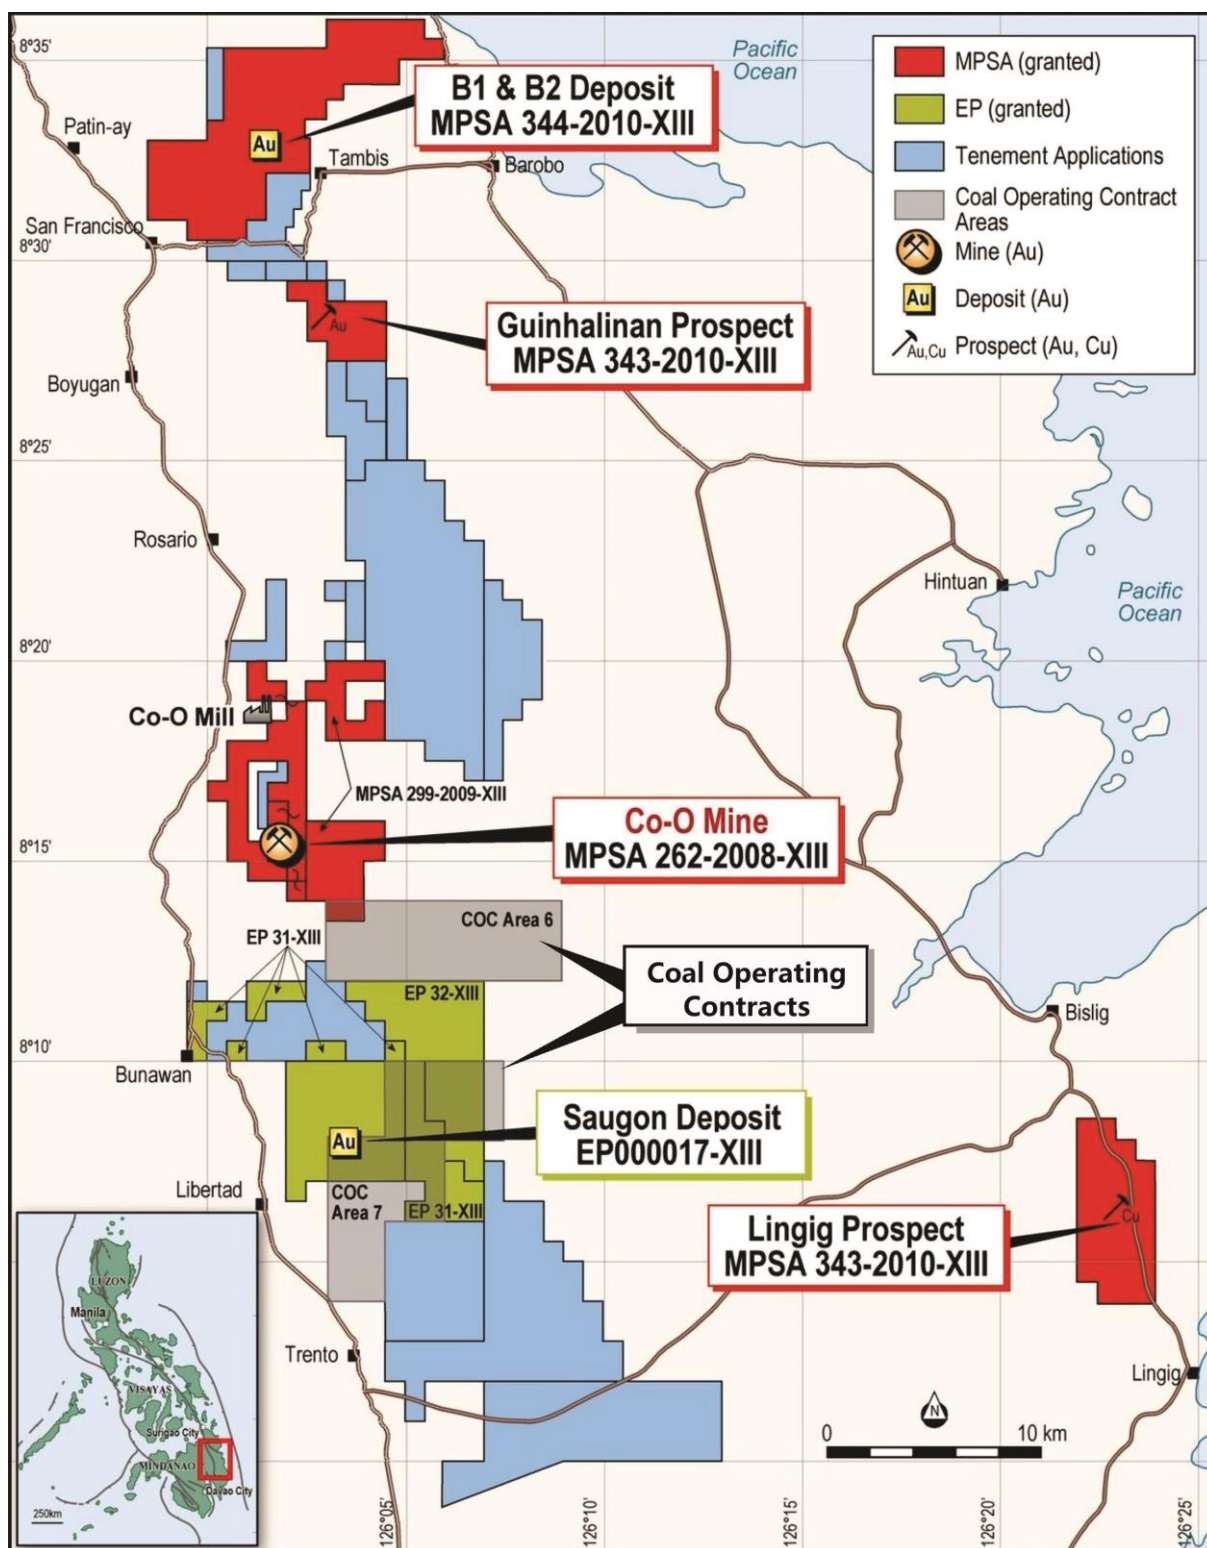 8°35'
8°30'
8°25'
8°20'
8°15'
8°10'
Pacific
Ocean
MPSA (granted)
EP (granted)
Tenement Applications
Coal Operating Contract
Areas
Mine (Au)
Au
Deposit (Au)
Au,Cu
Prospect (Au, Cu)
B1 & B2 Deposit
MPSA 344-2010-XIII
Patin-ay
Au
Tambis
Barobo
San Francisco
Guinhalinan Prospect
MPSA 343-2010-XIII
Au
Boyugan
Rosario
Hintuan
Pacific
Ocean
Co-O Mill
MPSA 299-2009-XIII
Co-O Mine
MPSA 262-2008-XIII
COC Area 6
EP 31-XIII
Coal Operating
Contracts
EP 32-XIII
Bislig
Bunawan
Saugon Deposit
EP000017-XIII
Au
Libertad
COC
Area 7
EP 31-XIII
Lingig Prospect
MPSA 343-2010-XIII
Cu
Trento
Lingig
LUZON
Manila
VISAYAS
Surigao City
MINDANAO
Davao City
250km
N
0
10 km
126°05'
126°10'
126°15'
126°20'
126°25'